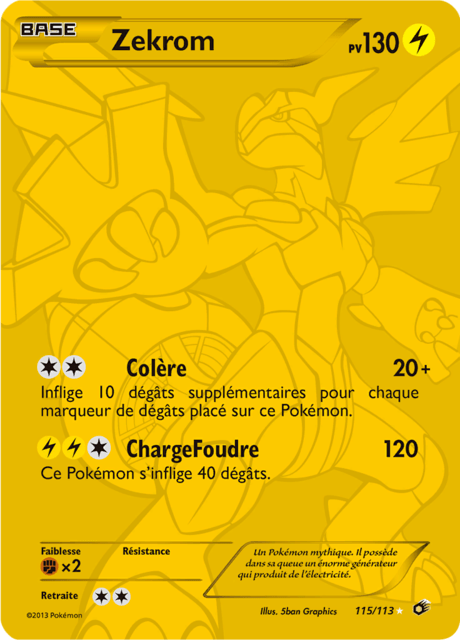 BASE
Zekrom
PV130
Colère 20+
Inflige 10 dégâts supplémentaires pour chaque
marqueur de dégâts placé sur ce Pokémon.
ChargeFoudre 120
Ce Pokémon s'inflige 40 dégâts.
Faiblesse
×2
Résistance
Un Pokémon mythique. Il possède
dans sa queue un énorme générateur
qui produit de l'électricité.
Retraite
©2013 Pokémon
Illus. 5ban Graphics
115/113